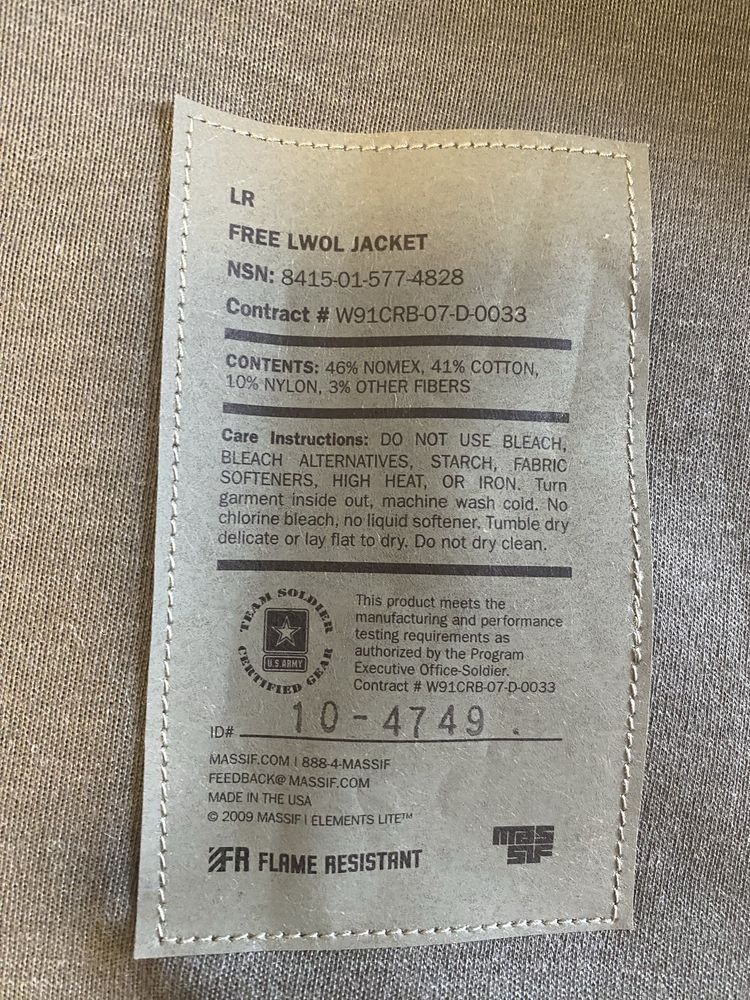 LR
FREE LWOL JACKET
NSN: 8415-01-577-4828
Contract # W91CRB-07-D-0033
CONTENTS: 46% NOMEX, 41% COTTON,
10% NYLON, 3% OTHER FIBERS
Care Instructions: DO NOT USE BLEACH,
BLEACH ALTERNATIVES, STARCH, FABRIC
SOFTENERS, HIGH HEAT, OR IRON. Turn
garment inside out, machine wash cold. No
chlorine bleach, no liquid softener. Tumble dry
delicate or lay flat to dry. Do not dry clean.
TEAM SOLDIER
U.S.ARMY
CERTIFIED GEAR
This product meets the
manufacturing and performance
testing requirements as
authorized by the Program
Executive Office-Soldier.
Contract # W91CRB-07-D-0033
ID# 10-4749.
MASSIF.COM | 888-4-MASSIF
FEEDBACK@MASSIF.COM
MADE IN THE USA
© 2009 MASSIF | ELEMENTS LITE™
FR FLAME RESISTANT
MAS
SIF